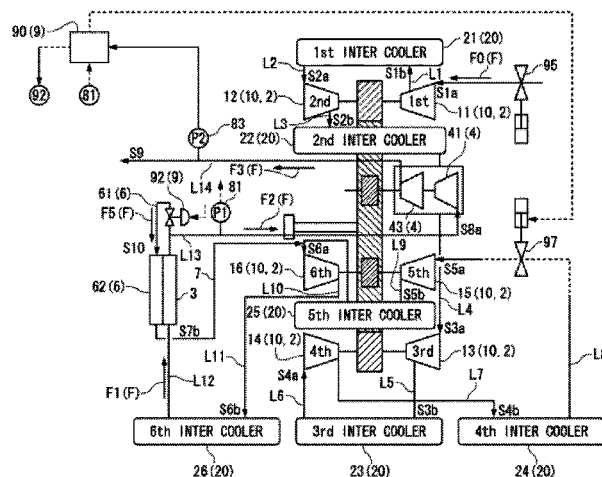 90 (9)
92
81
P2
83
S9
L14
92 (9)
61 (6)
F5 (F)
81
P1
F2 (F)
S10
L13
7
62 (6)
3
S7b
F1 (F)
L12
L11
S6b
6th INTER COOLER
26 (20)
1st INTER COOLER
21 (20)
L2
S2a
S1b
L1
F0 (F)
S1a
95
12 (10, 2)
2nd
1st
11 (10, 2)
L3
S2b
2nd INTER COOLER
22 (20)
41 (4)
F3 (F)
43 (4)
S8a
L9
S6a
16 (10, 2)
6th
5th
S5a
15 (10, 2)
97
L10
S5b
L4
5th INTER COOLER
25 (20)
S3a
14 (10, 2)
4th
3rd
13 (10, 2)
S4a
L6
L5
L7
L8
S3b
S4b
3rd INTER COOLER
23 (20)
4th INTER COOLER
24 (20)